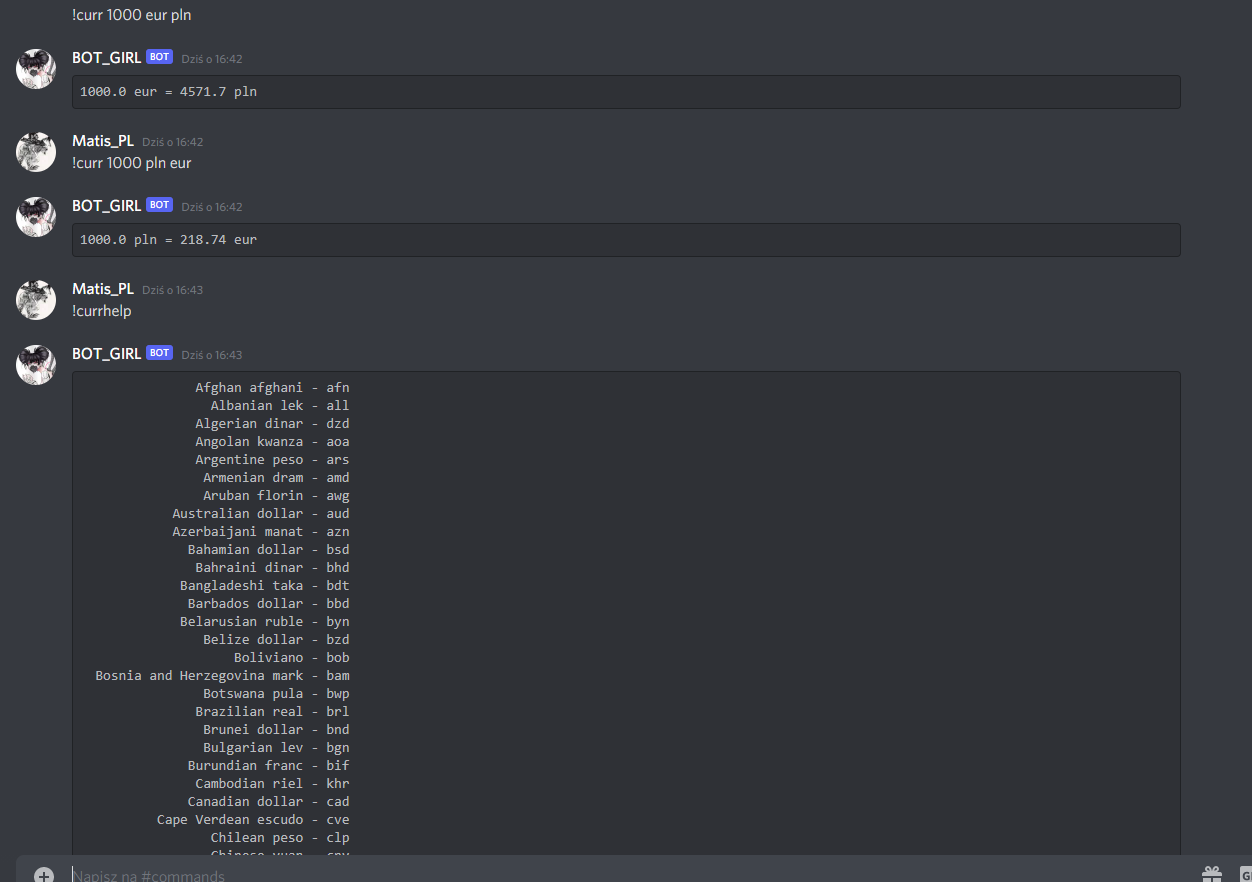 !curr 1000 eur pln
BOT_GIRL BOT Dziś o 16:42
1000.0 eur = 4571.7 pln
Matis_PL Dziś o 16:42
!curr 1000 pln eur
BOT_GIRL BOT Dziś o 16:42
1000.0 pln = 218.74 eur
Matis_PL Dziś o 16:43
!currhelp
BOT_GIRL BOT Dziś o 16:43
Afghan afghani - afn
Albanian lek - all
Algerian dinar - dzd
Angolan kwanza - aoa
Argentine peso - ars
Armenian dram - amd
Aruban florin - awg
Australian dollar - aud
Azerbaijani manat - azn
Bahamian dollar - bsd
Bahraini dinar - bhd
Bangladeshi taka - bdt
Barbados dollar - bbd
Belarusian ruble - byn
Belize dollar - bzd
Boliviano - bob
Bosnia and Herzegovina mark - bam
Botswana pula - bwp
Brazilian real - brl
Brunei dollar - bnd
Bulgarian lev - bgn
Burundian franc - bif
Cambodian riel - khr
Canadian dollar - cad
Cape Verdean escudo - cve
Chilean peso - clp
Chinese yuan - cny
Napisz na #commands